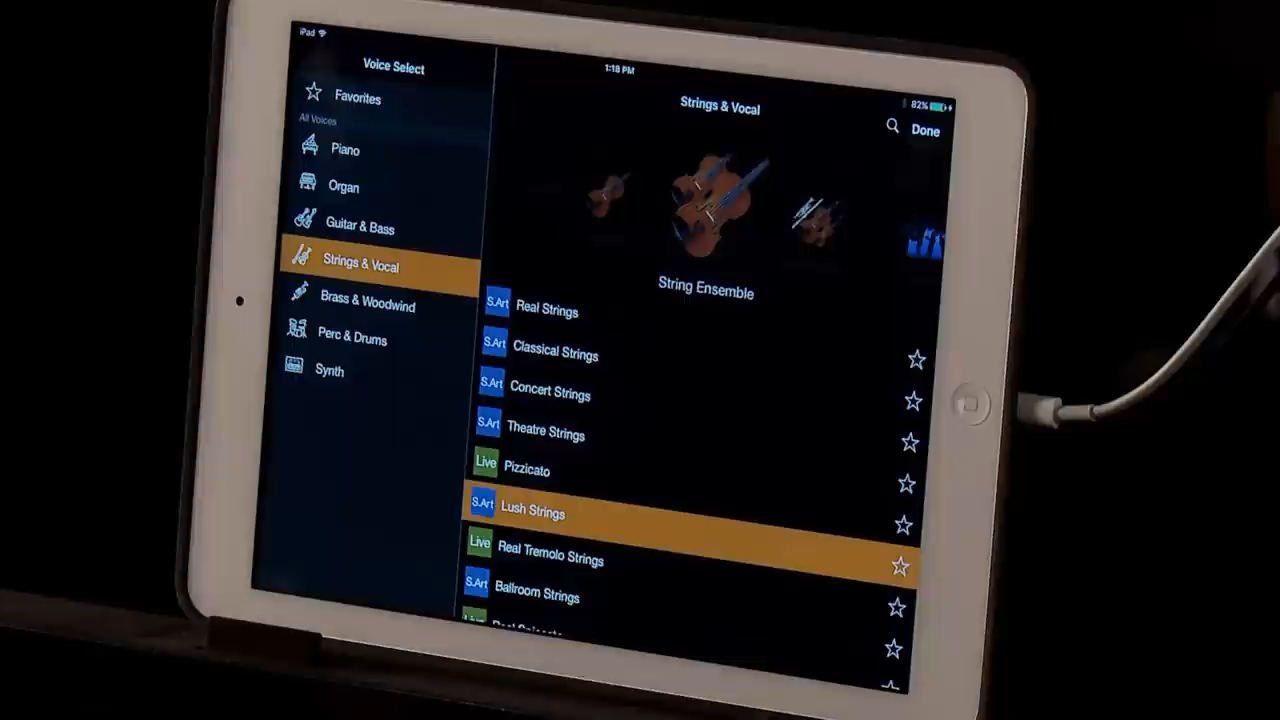 iPad
1:18 PM
82%
Voice Select
Favorites
All Voices
Piano
Organ
Guitar & Bass
Strings & Vocal
Brass & Woodwind
Perc & Drums
Synth
Strings & Vocal
Done
String Ensemble
S.Art Real Strings
S.Art Classical Strings
S.Art Concert Strings
S.Art Theatre Strings
Live Pizzicato
S.Art Lush Strings
Live Real Tremolo Strings
S.Art Ballroom Strings